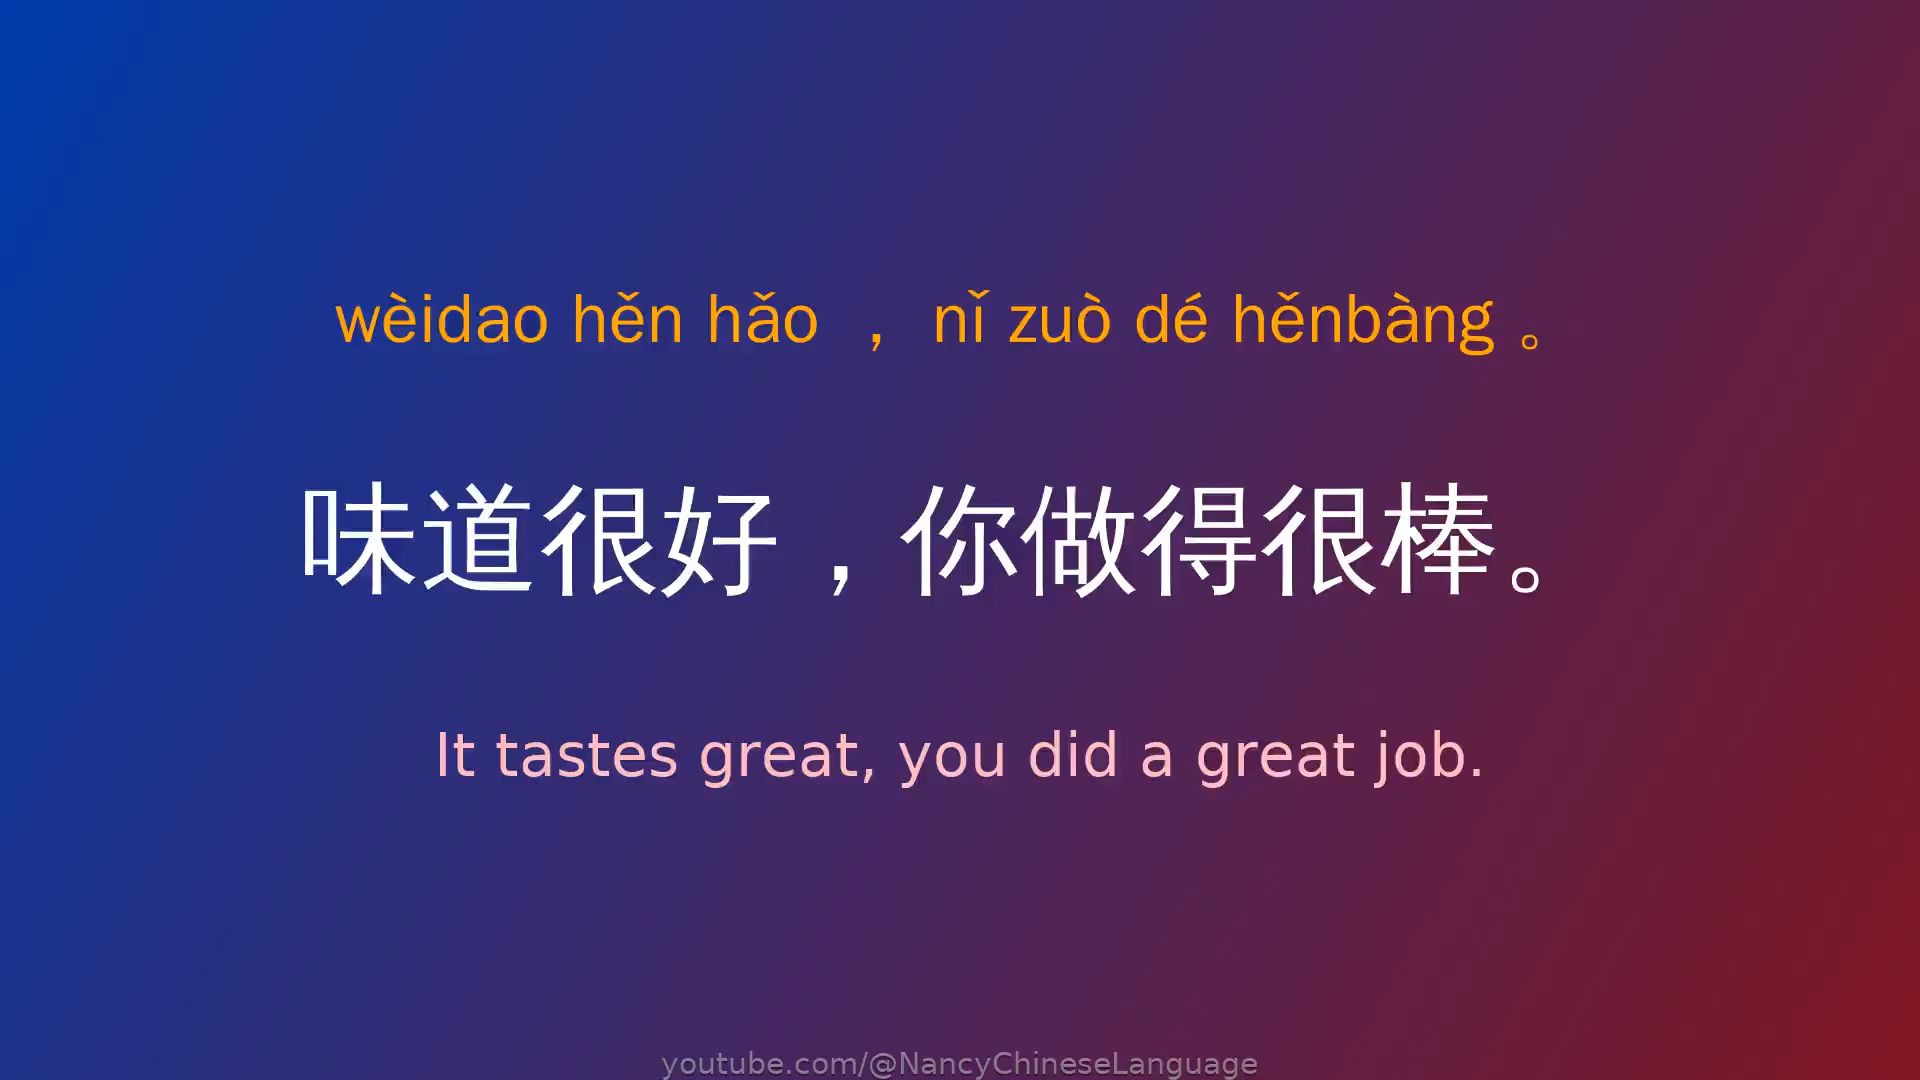 wèidao hěn hǎo ， nǐ zuò dé hěnbàng 。
味道很好，你做得很棒。
It tastes great, you did a great job.
youtube.com/@NancyChineseLanguage